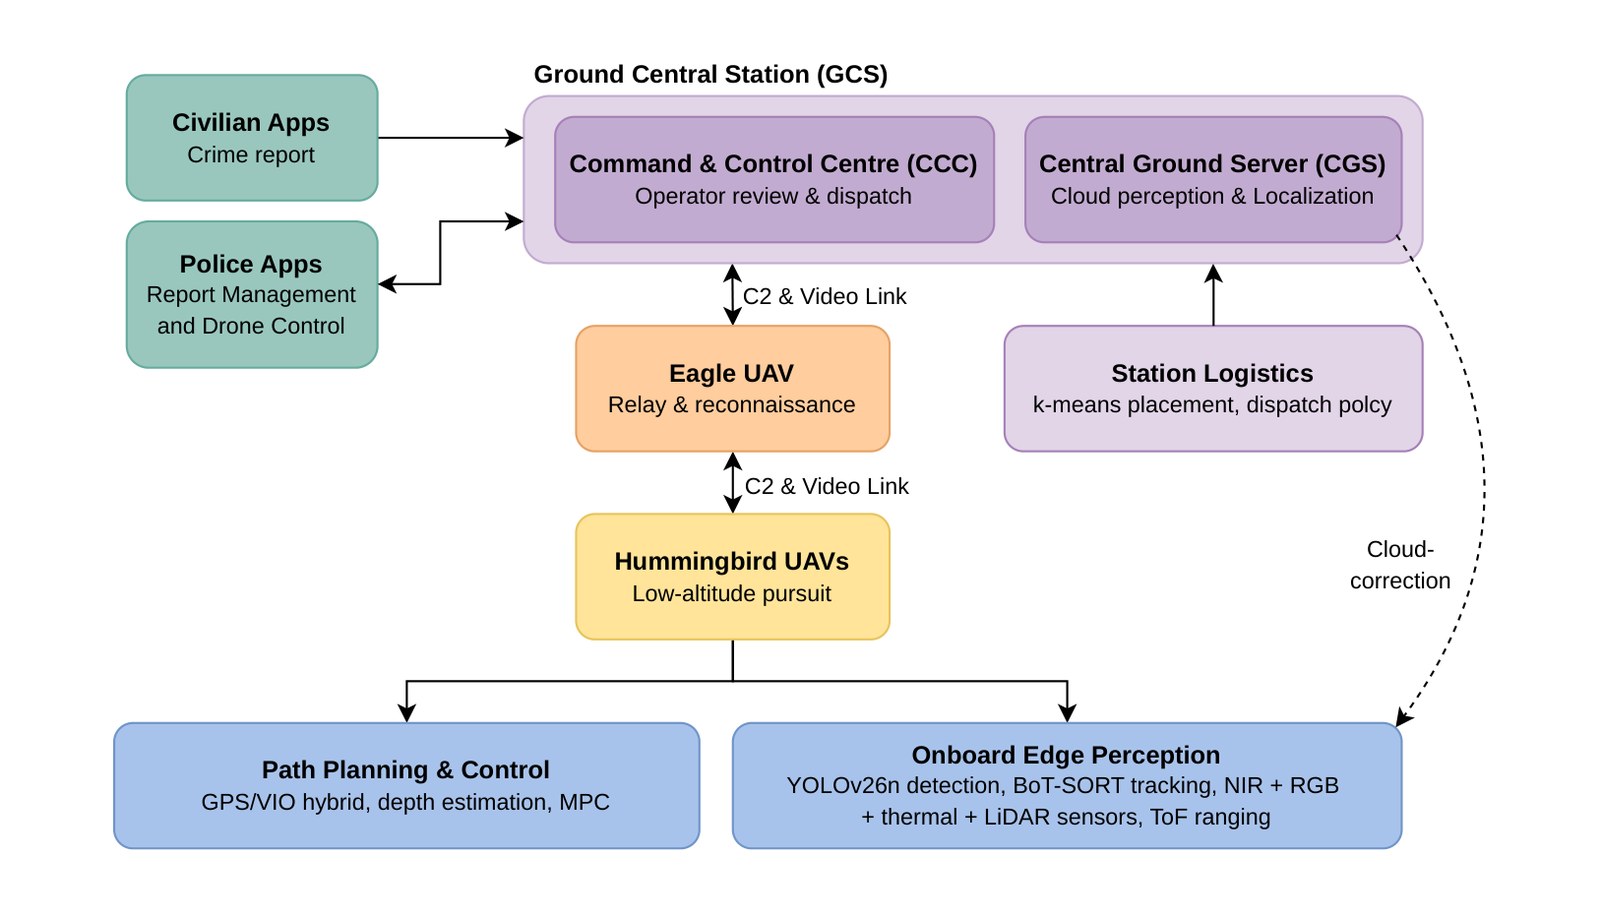 Ground Central Station (GCS)
Civilian Apps
Crime report
Command & Control Centre (CCC)
Operator review & dispatch
Central Ground Server (CGS)
Cloud perception & Localization
Police Apps
Report Management
and Drone Control
C2 & Video Link
Eagle UAV
Relay & reconnaissance
Station Logistics
k-means placement, dispatch polcy
C2 & Video Link
Hummingbird UAVs
Low-altitude pursuit
Cloud-
correction
Path Planning & Control
GPS/VIO hybrid, depth estimation, MPC
Onboard Edge Perception
YOLOv26n detection, BoT-SORT tracking, NIR + RGB
+ thermal + LiDAR sensors, ToF ranging